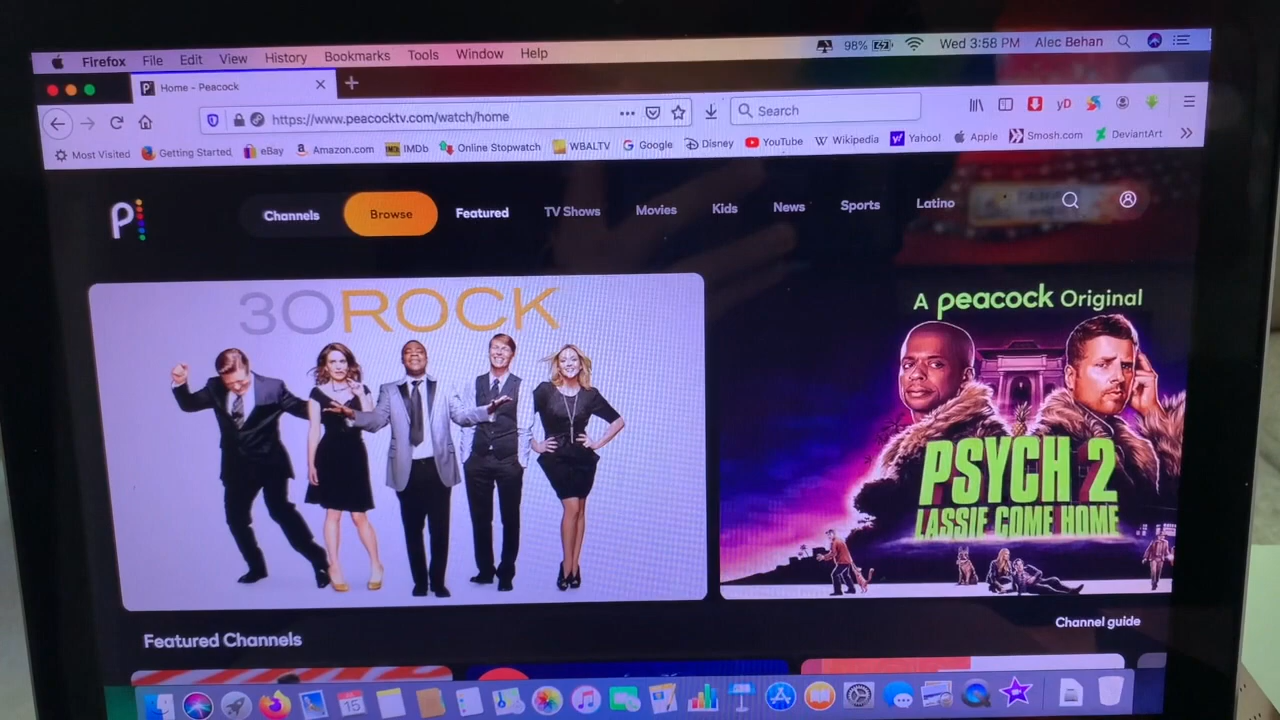 Firefox File Edit View History Bookmarks Tools Window Help 98% Wed 3:58 PM Alec Behan
Home - Peacock
https://www.peacocktv.com/watch/home Search yD
Most Visited Getting Started eBay Amazon.com IMDb Online Stopwatch WBALTV Google Disney YouTube Wikipedia Yahoo! Apple Smosh.com DeviantArt
P Channels Browse Featured TV Shows Movies Kids News Sports Latino
30ROCK
A peacock Original
PSYCH 2
LASSIE COME HOME
Featured Channels
Channel guide
15